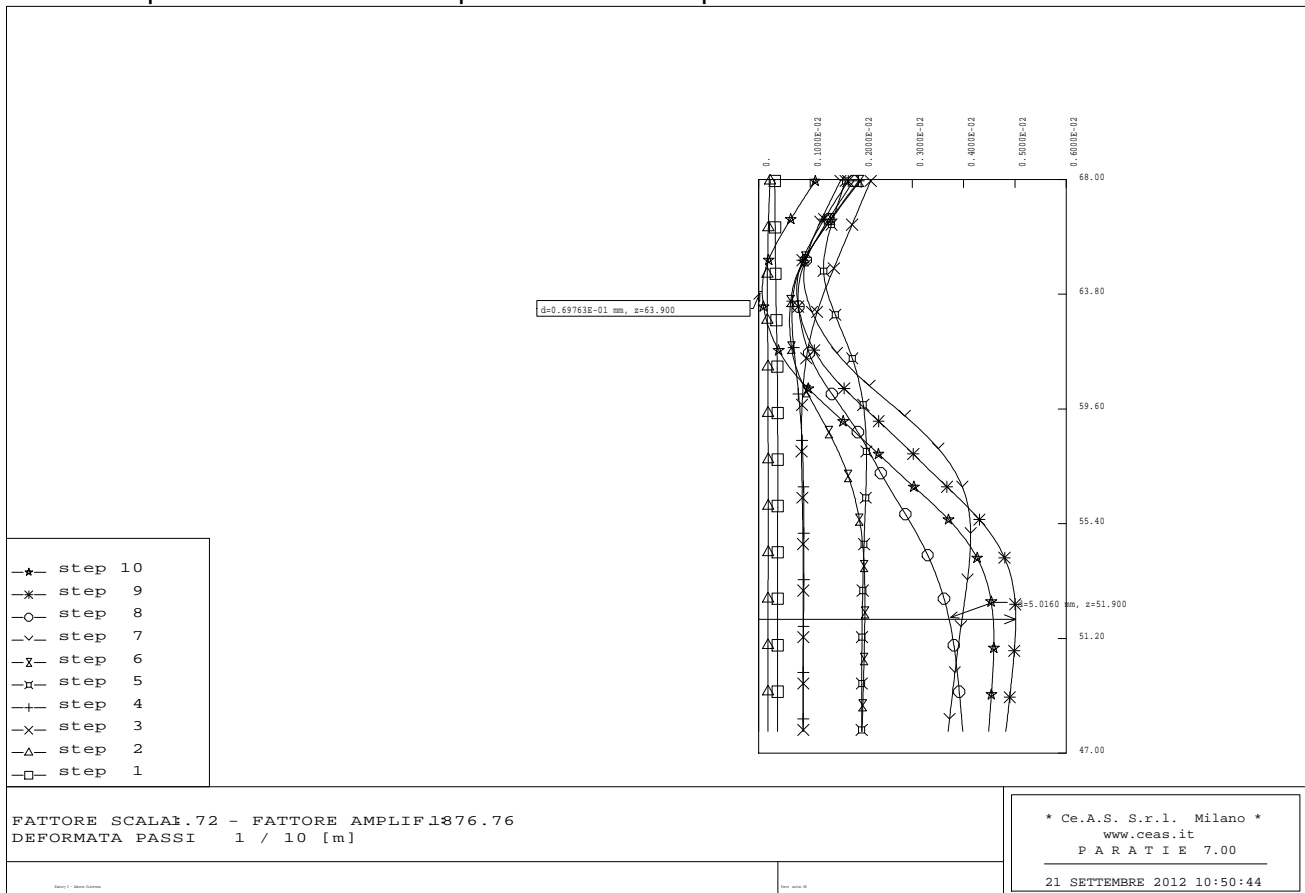 0.
0.1000E-02
0.2000E-02
0.3000E-02
0.4000E-02
0.5000E-02
0.6000E-02
68.00
63.80
59.60
55.40
51.20
47.00
d=0.69763E-01 mm, z=63.900
d=5.0160 mm, z=51.900
step 10
step 9
step 8
step 7
step 6
step 5
step 4
step 3
step 2
step 1
FATTORE SCALA 1.72 - FATTORE AMPLIF.1876.76
DEFORMATA PASSI 1 / 10 [m]
* Ce.A.S. S.r.l. Milano *
www.ceas.it
P A R A T I E 7.00
21 SETTEMBRE 2012 10:50:44